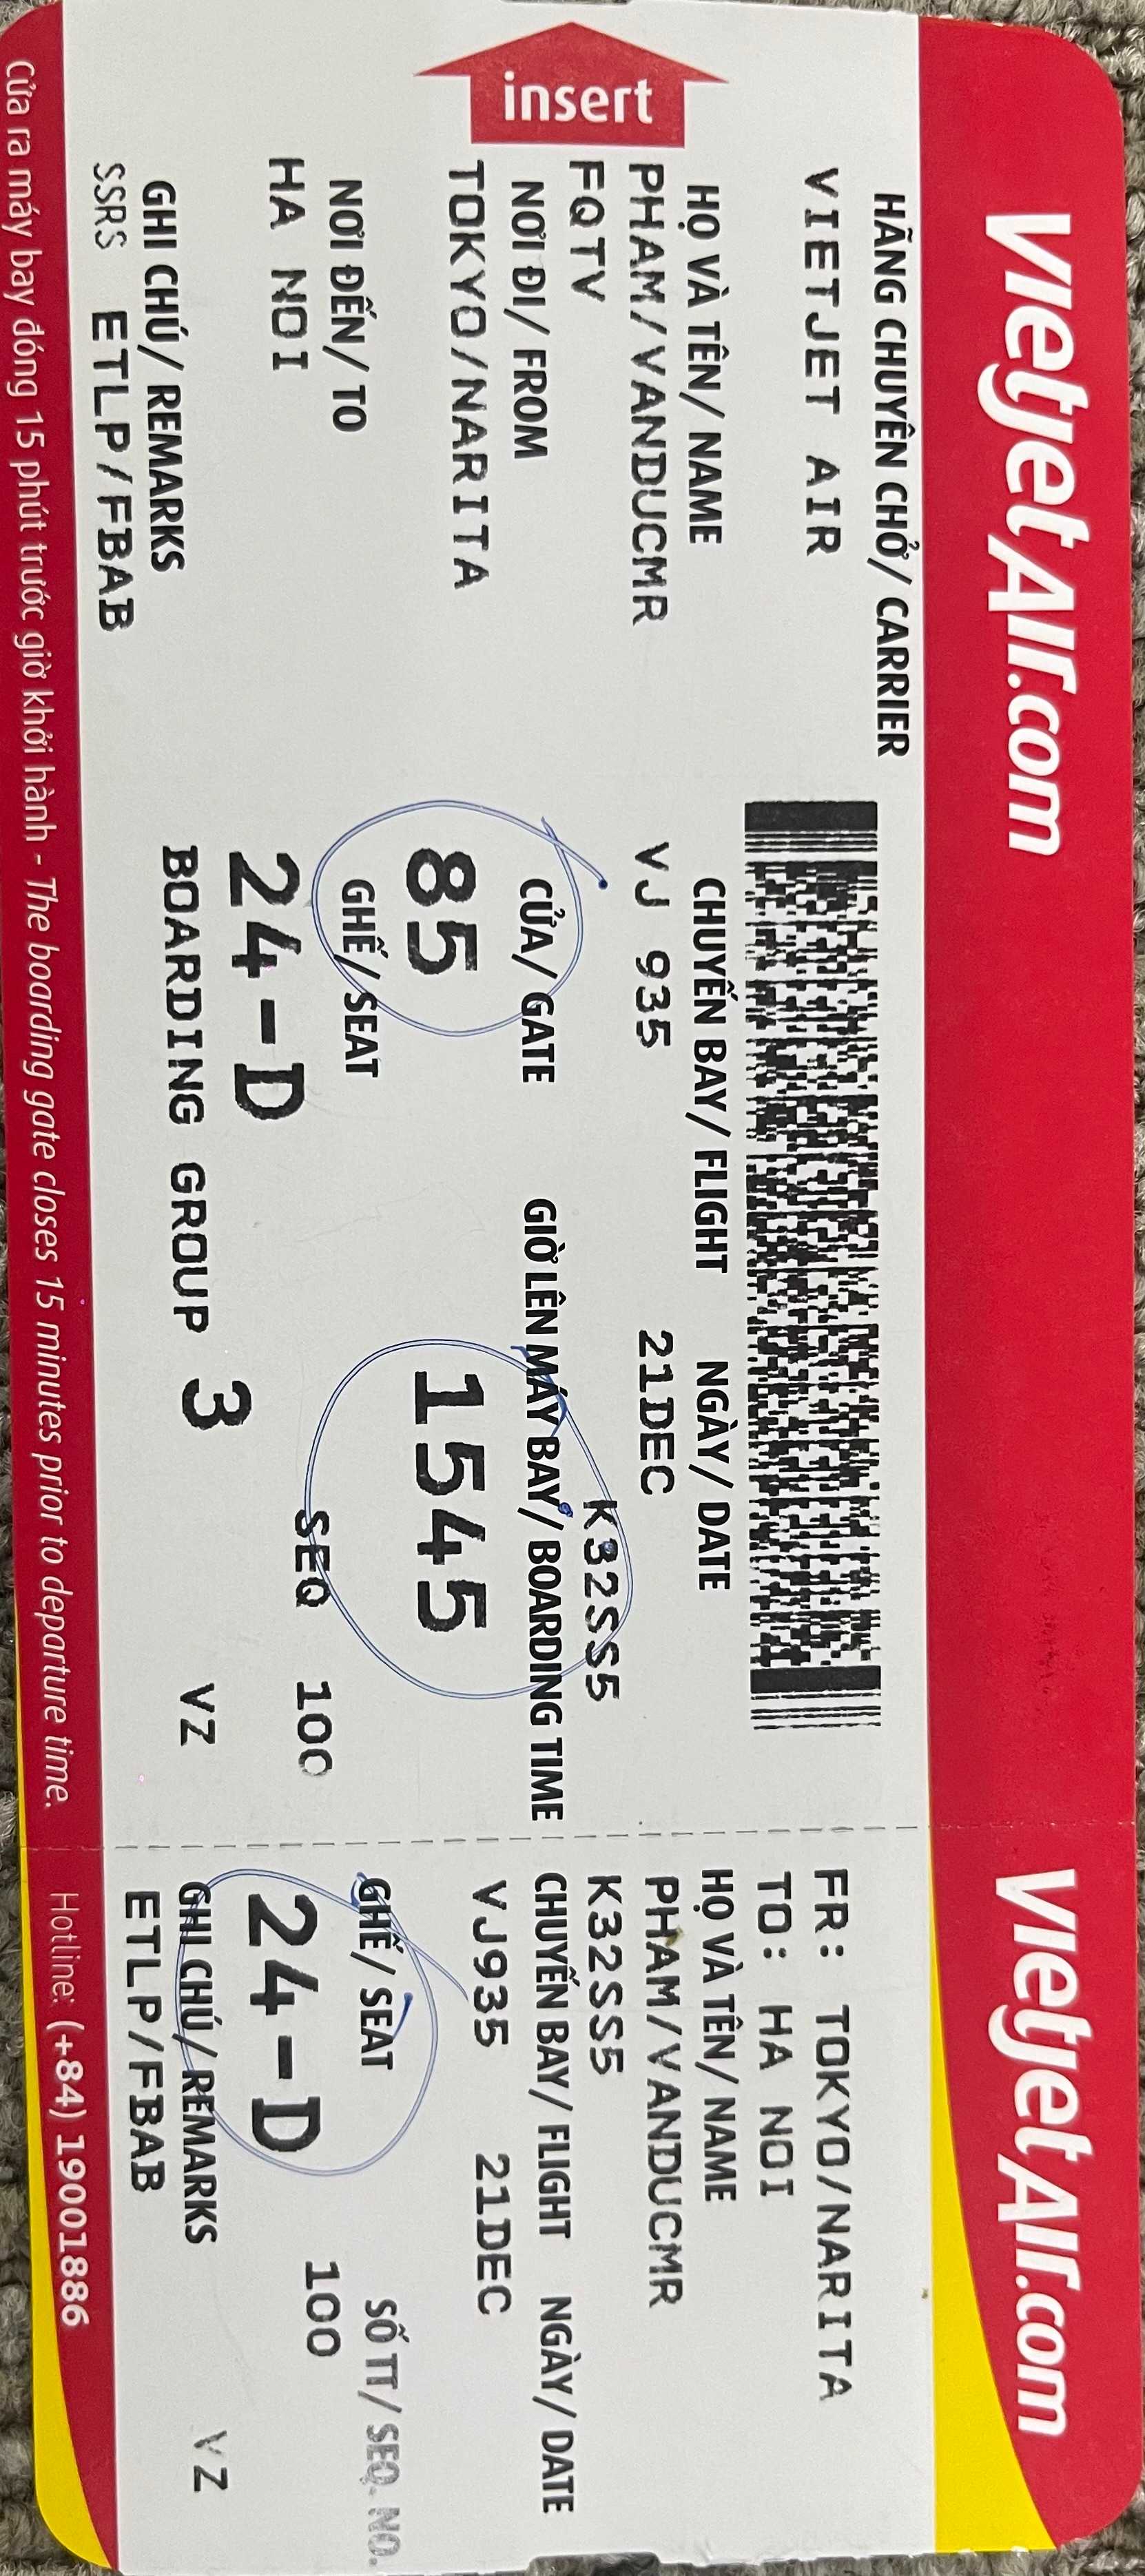 VietjetAir.com
HÃNG CHUYÊN CHỞ/ CARRIER
VIETJET AIR
HỌ VÀ TÊN/ NAME
PHAM/VANDUCMR
FQTV
NƠI ĐI/ FROM
TOKYO/NARITA
NƠI ĐẾN/ TO
HA NOI
GHI CHÚ/ REMARKS
SSRS ETLP/FBAB
insert
CHUYẾN BAY/ FLIGHT NGÀY/ DATE
VJ 935 21DEC
K32SS5
CỬA/ GATE GIỜ LÊN MÁY BAY/ BOARDING TIME
85 1545
GHẾ/ SEAT
24-D SEQ 100
BOARDING GROUP 3 VZ
Cửa ra máy bay đóng 15 phút trước giờ khởi hành - The boarding gate closes 15 minutes prior to departure time.
VietjetAir.com
FR: TOKYO/NARITA
TO: HA NOI
HỌ VÀ TÊN/ NAME
PHAM/VANDUCMR
K32SS5
CHUYẾN BAY/ FLIGHT NGÀY/ DATE
VJ935 21DEC
GHẾ/ SEAT SỐ TT/ SEQ. NO.
24-D 100
GHI CHÚ/ REMARKS VZ
ETLP/FBAB
Hotline: (+84) 19001886